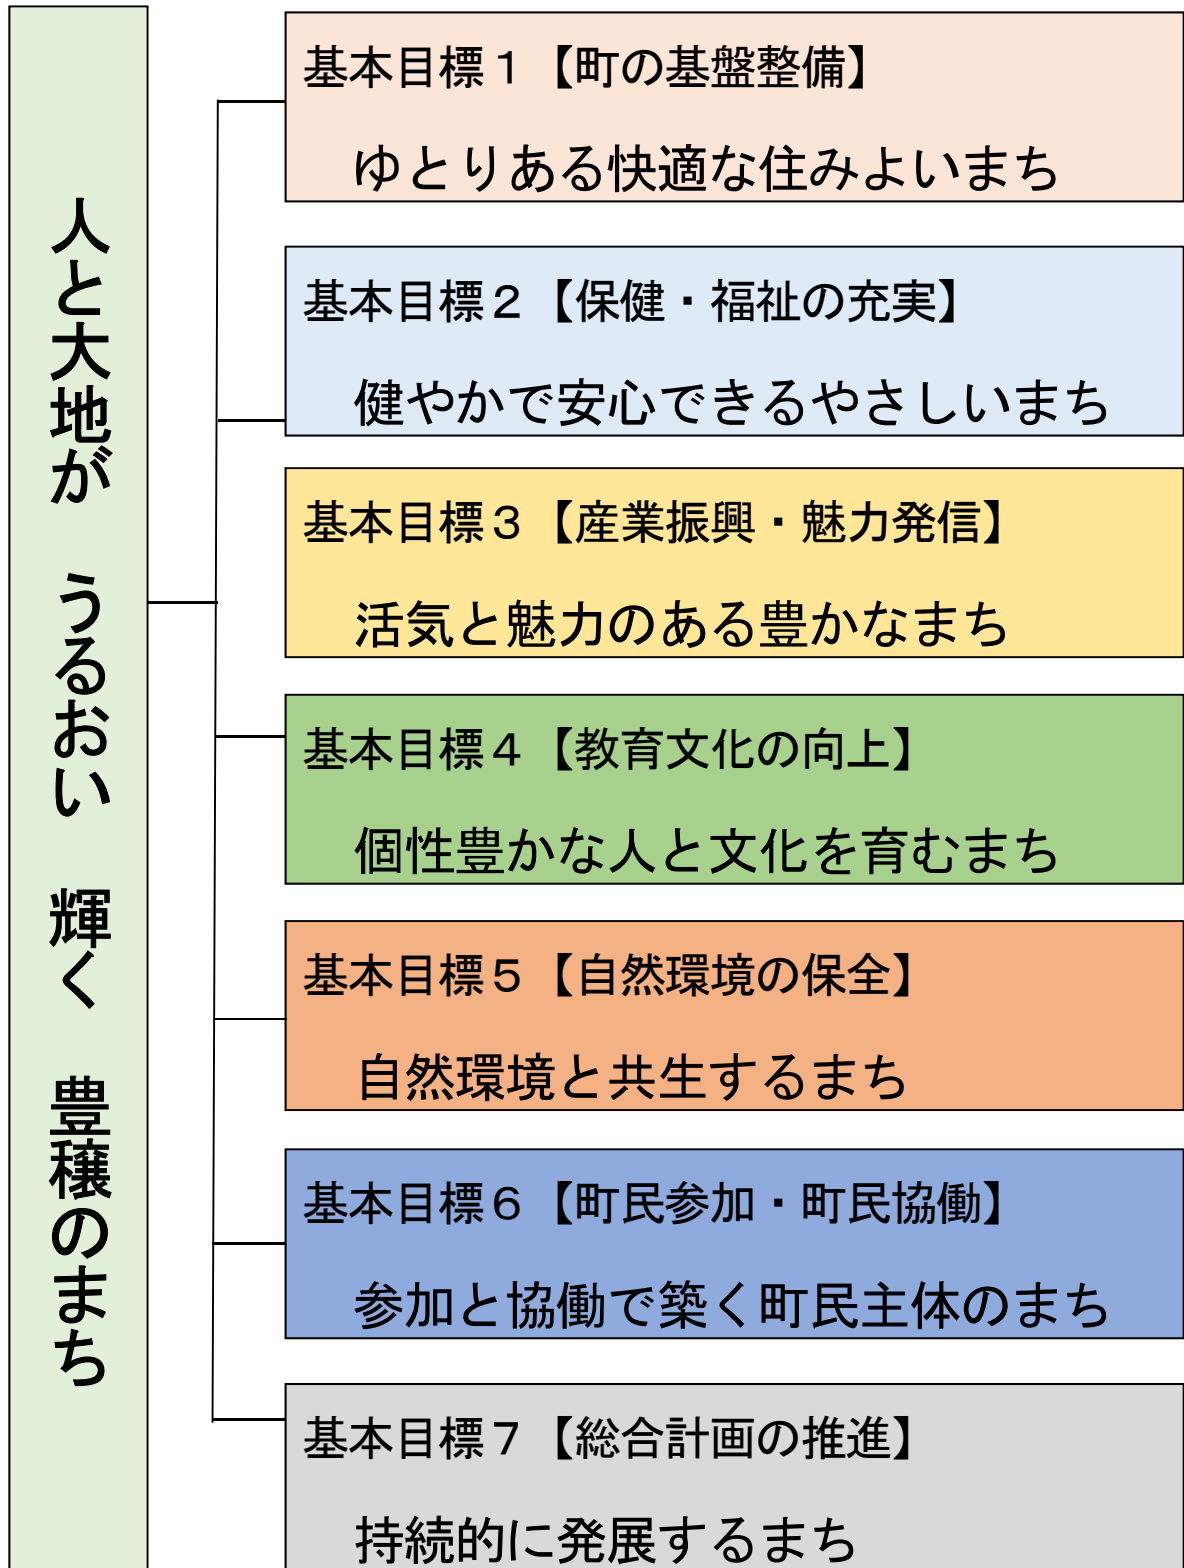 人と大地が　うるおい　輝く　豊穣のまち
基本目標１【町の基盤整備】
ゆとりある快適な住みよいまち
基本目標２【保健・福祉の充実】
健やかで安心できるやさしいまち
基本目標３【産業振興・魅力発信】
活気と魅力のある豊かなまち
基本目標４【教育文化の向上】
個性豊かな人と文化を育むまち
基本目標５【自然環境の保全】
自然環境と共生するまち
基本目標６【町民参加・町民協働】
参加と協働で築く町民主体のまち
基本目標７【総合計画の推進】
持続的に発展するまち